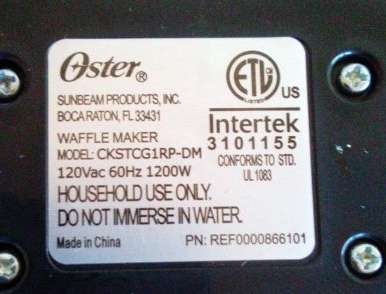 Oster®
SUNBEAM PRODUCTS, INC.
BOCA RATON, FL 33431
WAFFLE MAKER
MODEL: CKSTCG1RP-DM
120Vac 60Hz 1200W
HOUSEHOLD USE ONLY.
DO NOT IMMERSE IN WATER.
Made in China
ETL US
LISTED
Intertek
3101155
CONFORMS TO STD.
UL 1083
PN: REF0000866101